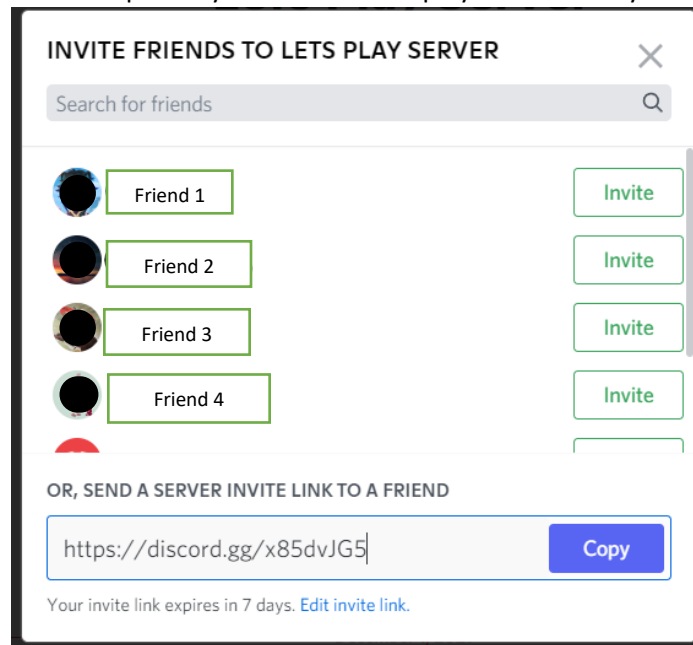 INVITE FRIENDS TO LETS PLAY SERVER
Search for friends
Friend 1 Invite
Friend 2 Invite
Friend 3 Invite
Friend 4 Invite
OR, SEND A SERVER INVITE LINK TO A FRIEND
https://discord.gg/x85dvJG5 Copy
Your invite link expires in 7 days. Edit invite link.